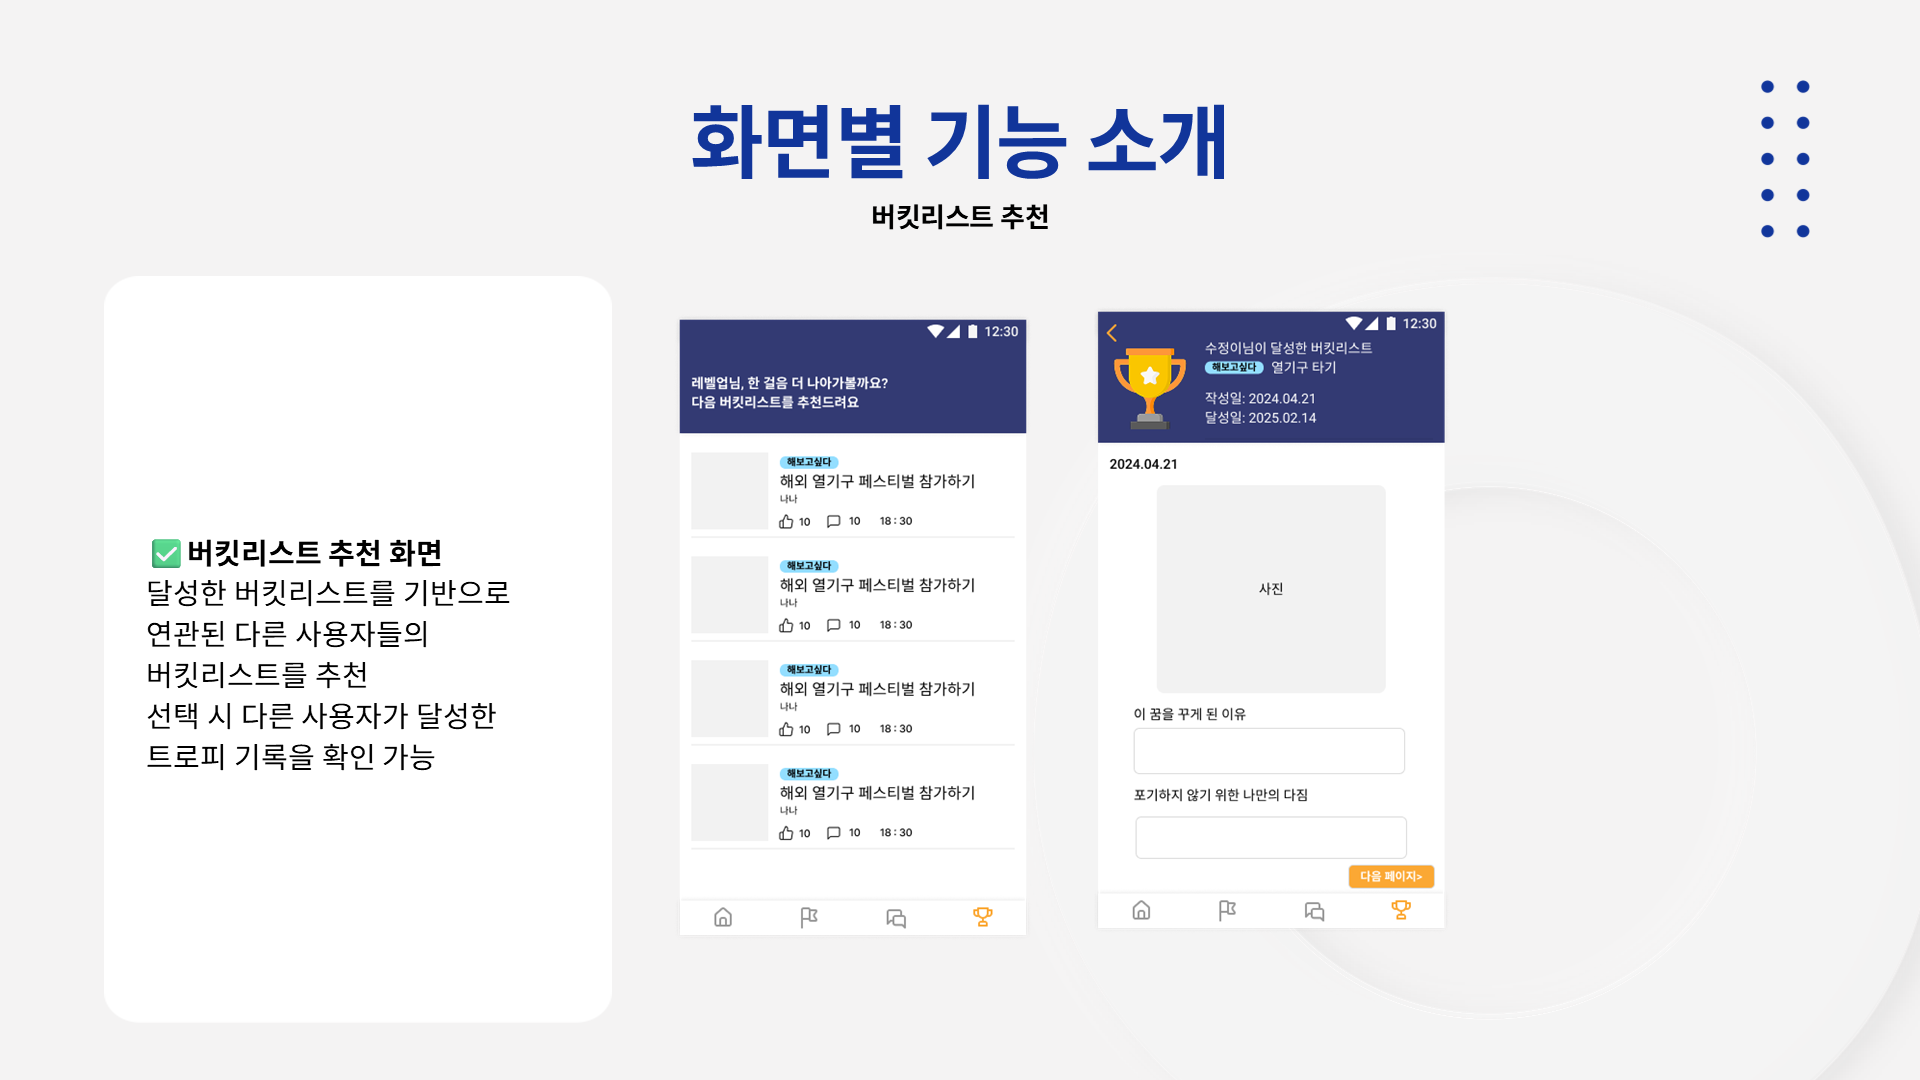 화면별 기능 소개
버킷리스트 추천
✅ 버킷리스트 추천 화면
달성한 버킷리스트를 기반으로
연관된 다른 사용자들의
버킷리스트를 추천
선택 시 다른 사용자가 달성한
트로피 기록을 확인 가능
12:30
레벨업님, 한 걸음 더 나아가볼까요?
다음 버킷리스트를 추천드려요
해보고싶다
해외 열기구 페스티벌 참가하기
나나
10 10 18 : 30
해보고싶다
해외 열기구 페스티벌 참가하기
나나
10 10 18 : 30
해보고싶다
해외 열기구 페스티벌 참가하기
나나
10 10 18 : 30
해보고싶다
해외 열기구 페스티벌 참가하기
나나
10 10 18 : 30
12:30
수정이님이 달성한 버킷리스트
해보고싶다 열기구 타기
작성일: 2024.04.21
달성일: 2025.02.14
2024.04.21
사진
이 꿈을 꾸게 된 이유
포기하지 않기 위한 나만의 다짐
다음 페이지>